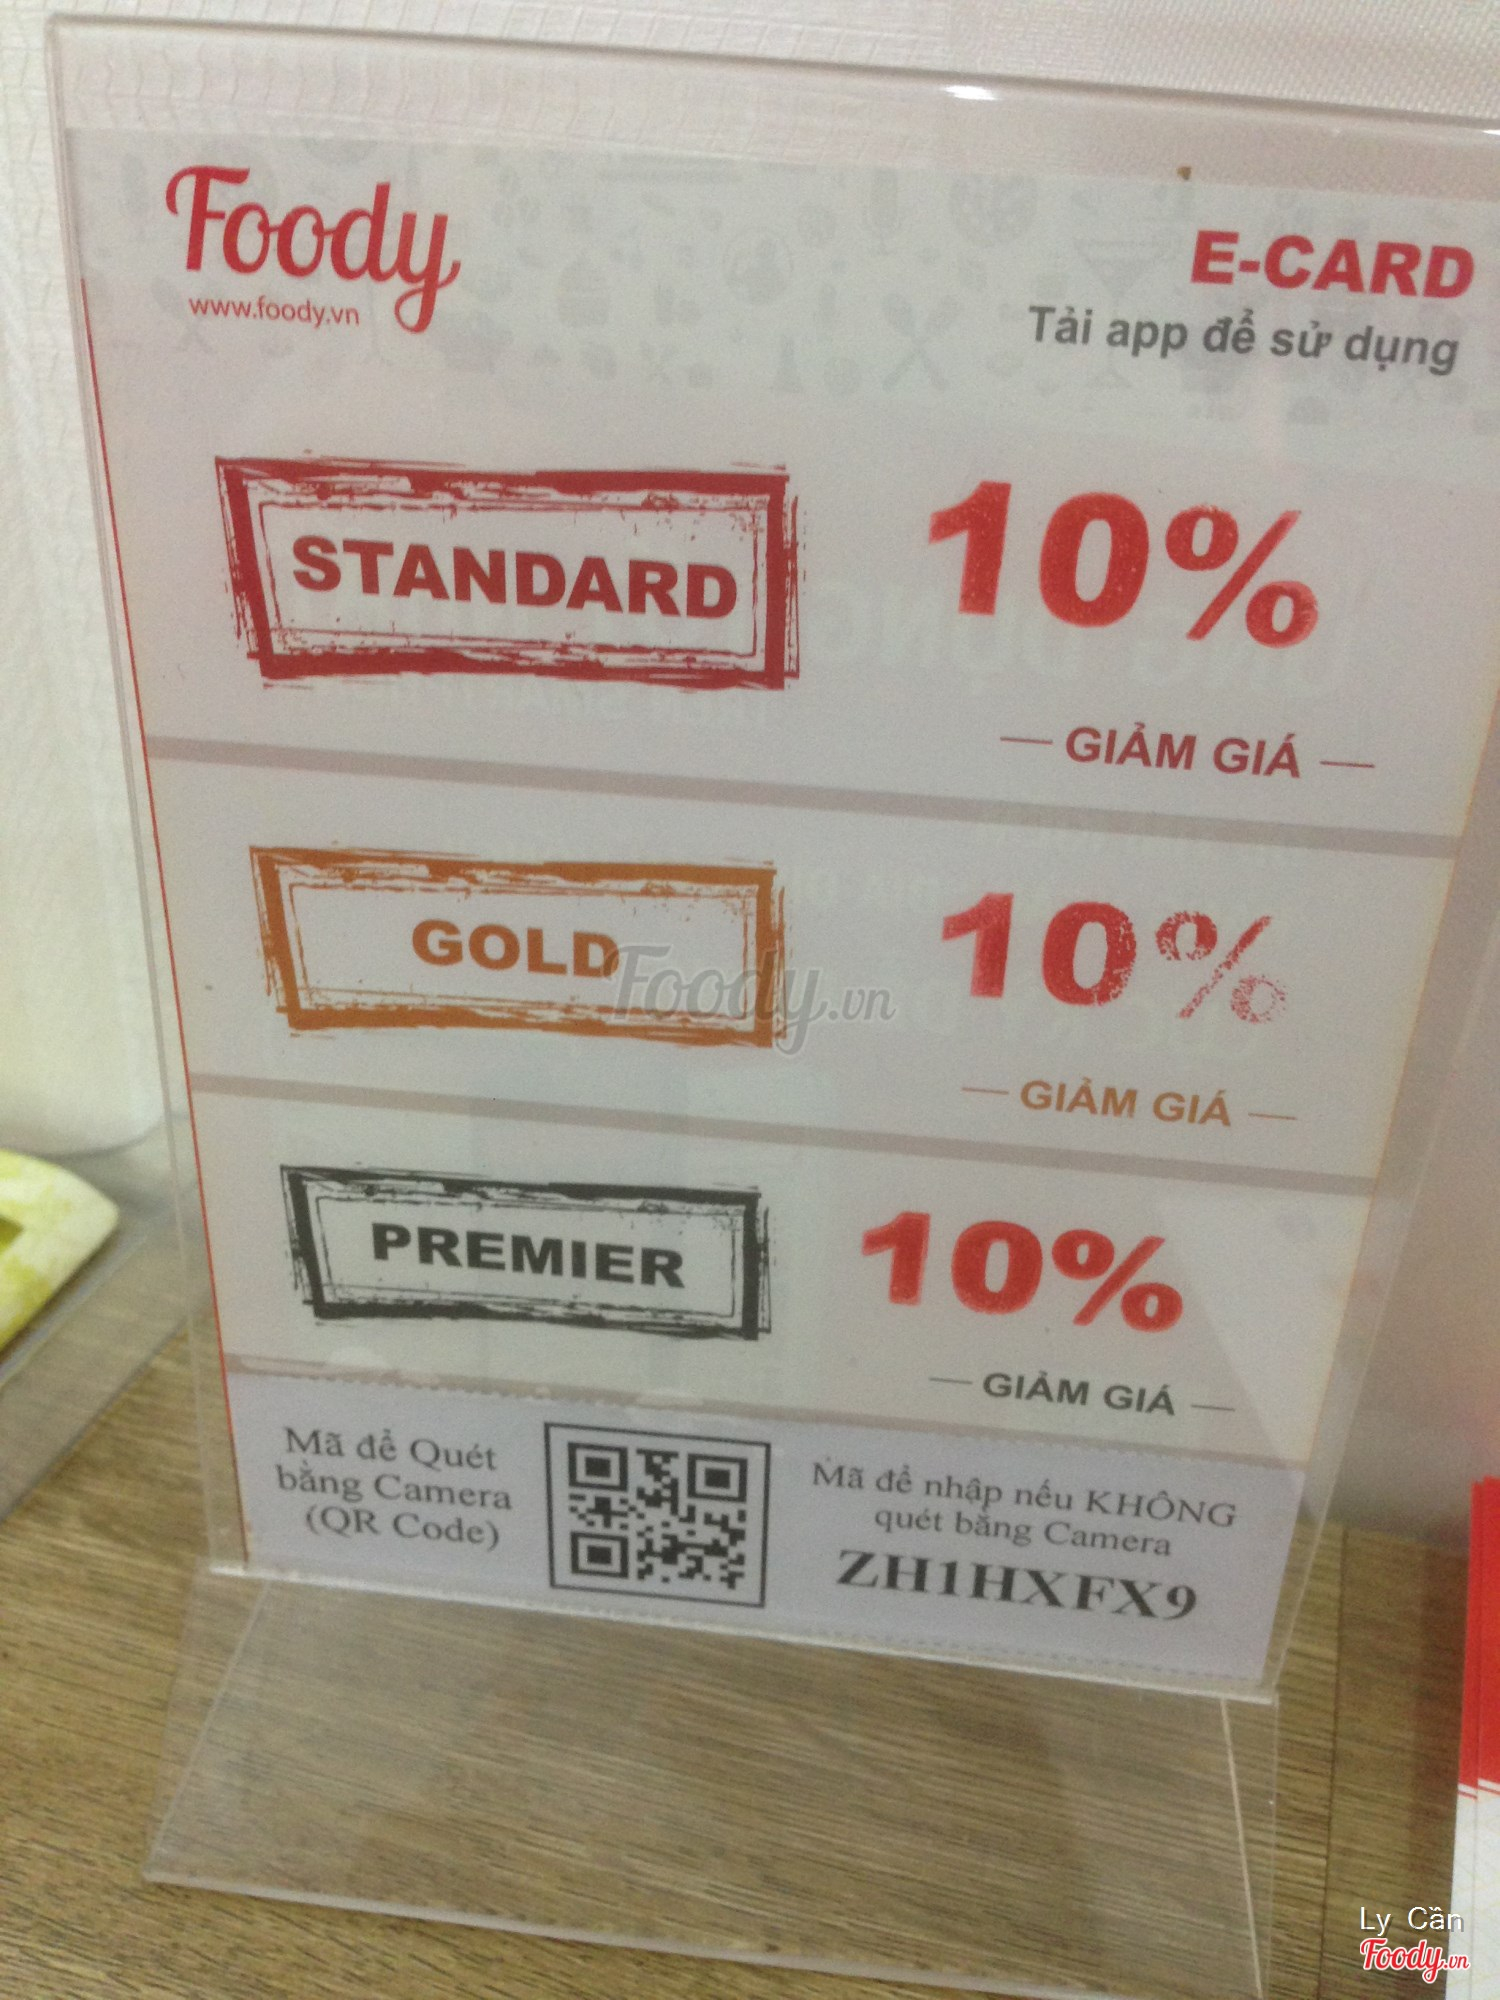 Foody
www.foody.vn
E-CARD
Tải app để sử dụng
STANDARD
10%
GIẢM GIÁ
GOLD
10%
GIẢM GIÁ
Foody.vn
PREMIER
10%
GIẢM GIÁ
Mã để Quét
bằng Camera
(QR Code)
Mã để nhập nếu KHÔNG
quét bằng Camera
ZH1HXFX9
Ly Cần
Foody.vn